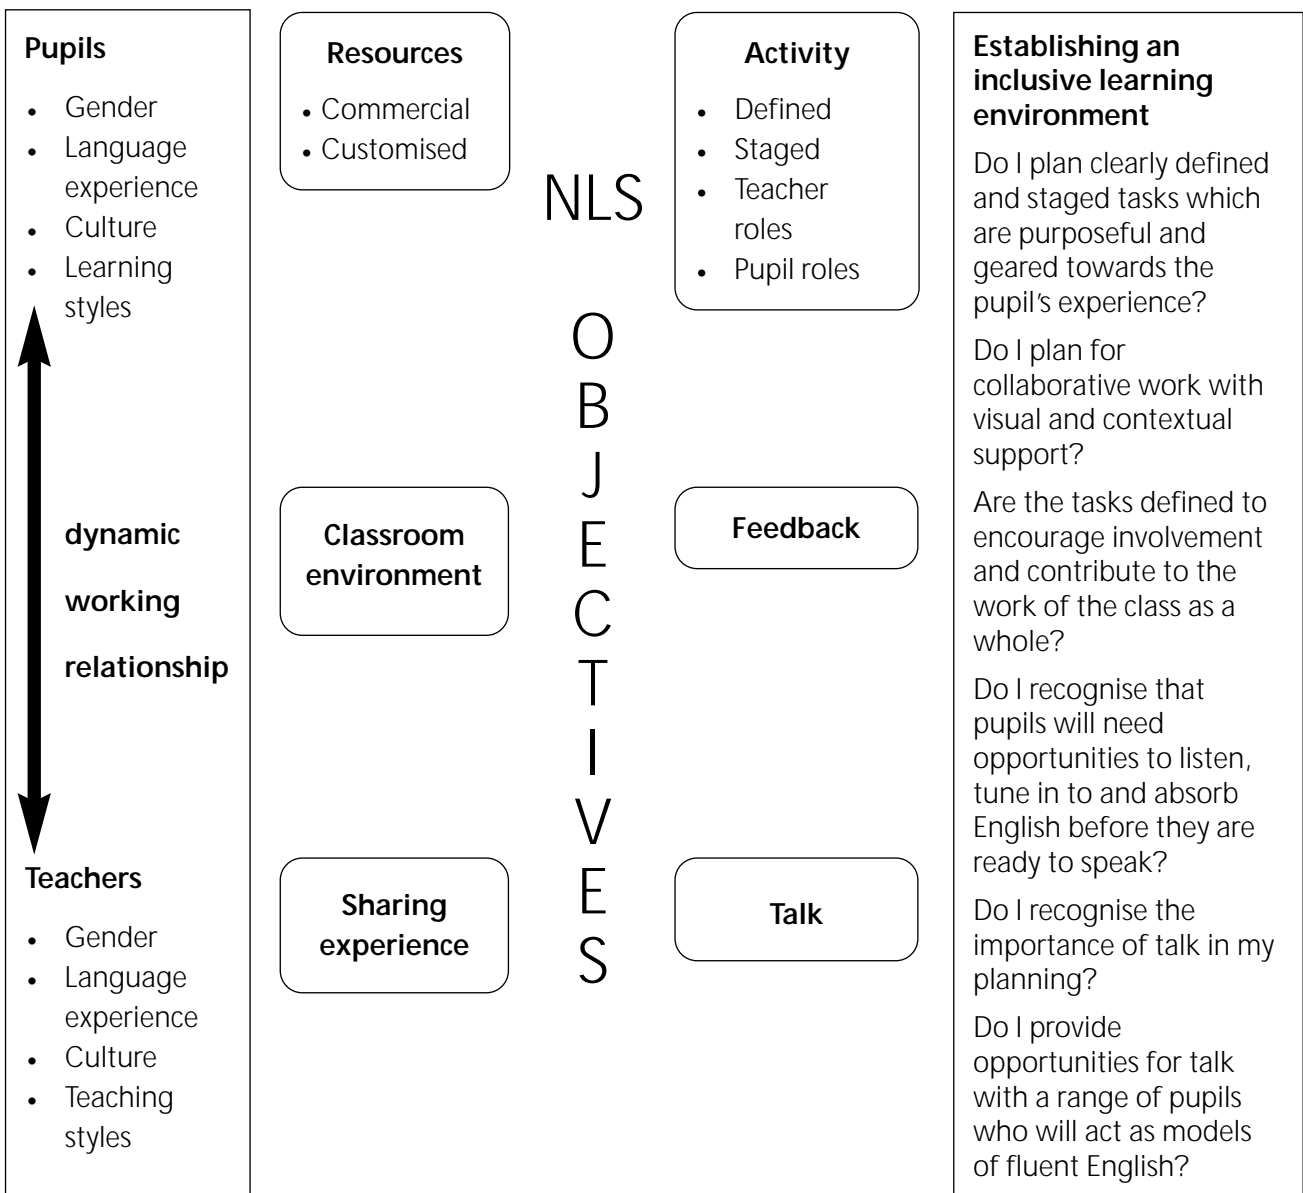 Pupils
• Gender
• Language
experience
• Culture
• Learning
styles
dynamic
working
relationship
Teachers
• Gender
• Language
experience
• Culture
• Teaching
styles
Resources
• Commercial
• Customised
Classroom
environment
Sharing
experience
NLS
O
B
J
E
C
T
I
V
E
S
Activity
• Defined
• Staged
• Teacher
roles
• Pupil roles
Feedback
Talk
Establishing an
inclusive learning
environment
Do I plan clearly defined
and staged tasks which
are purposeful and
geared towards the
pupil’s experience?
Do I plan for
collaborative work with
visual and contextual
support?
Are the tasks defined to
encourage involvement
and contribute to the
work of the class as a
whole?
Do I recognise that
pupils will need
opportunities to listen,
tune in to and absorb
English before they are
ready to speak?
Do I recognise the
importance of talk in my
planning?
Do I provide
opportunities for talk
with a range of pupils
who will act as models
of fluent English?